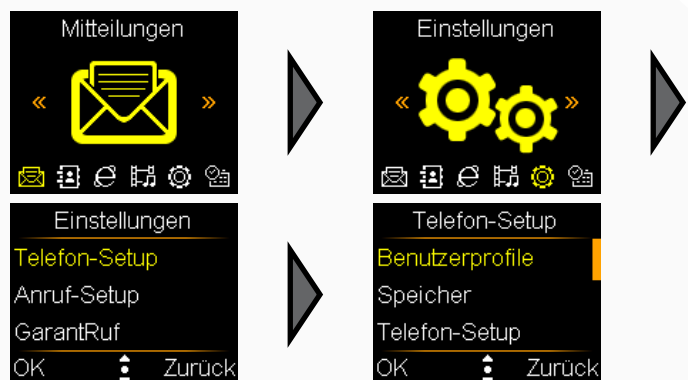 Mitteilungen
Einstellungen
Einstellungen
Telefon-Setup
Anruf-Setup
GarantRuf
OK Zurück
Telefon-Setup
Benutzerprofile
Speicher
Telefon-Setup
OK Zurück